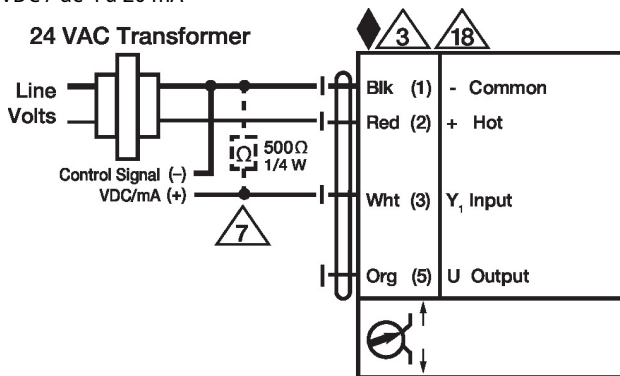 VDC / de 4 à 20 mA
24 VAC Transformer
3 18
Line
Volts
Blk (1) - Common
Red (2) + Hot
Ω 500Ω
1/4 W
Control Signal (–)
VDC/mA (+)
Wht (3) Y₁ Input
7
Org (5) U Output